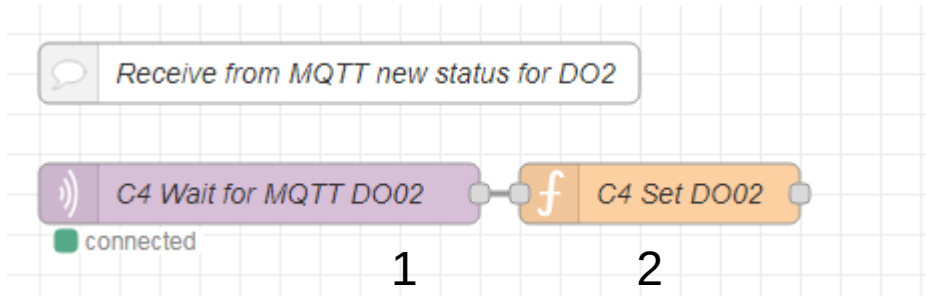 Receive from MQTT new status for DO2
C4 Wait for MQTT DO02
C4 Set DO02
connected
1
2